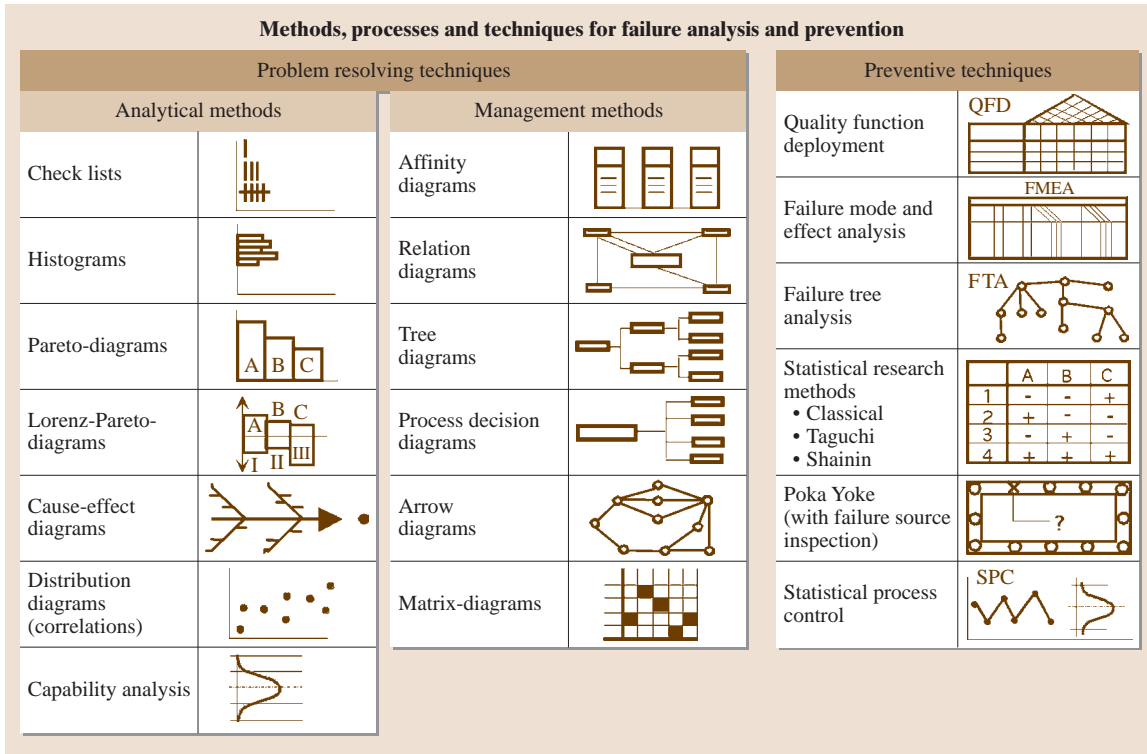 Methods, processes and techniques for failure analysis and prevention
Problem resolving techniques
Analytical methods
Check lists
Histograms
Pareto-diagrams
A B C
Lorenz-Pareto-
diagrams
A B C
I II III
Cause-effect
diagrams
Distribution
diagrams
(correlations)
Capability analysis
Management methods
Affinity
diagrams
Relation
diagrams
Tree
diagrams
Process decision
diagrams
Arrow
diagrams
Matrix-diagrams
Preventive techniques
Quality function
deployment
QFD
Failure mode and
effect analysis
FMEA
Failure tree
analysis
FTA
Statistical research
methods
• Classical
• Taguchi
• Shainin
A B C
1 - - +
2 + - -
3 - + -
4 + + +
Poka Yoke
(with failure source
inspection)
X
?
Statistical process
control
SPC